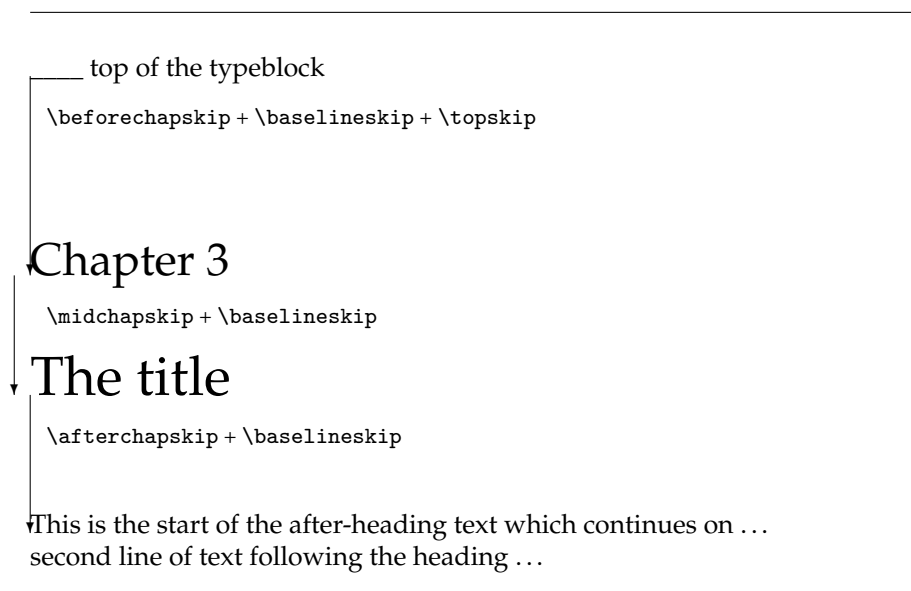 ____ top of the typeblock
\beforechapskip + \baselineskip + \topskip
Chapter 3
\midchapskip + \baselineskip
The title
\afterchapskip + \baselineskip
This is the start of the after-heading text which continues on ...
second line of text following the heading ...